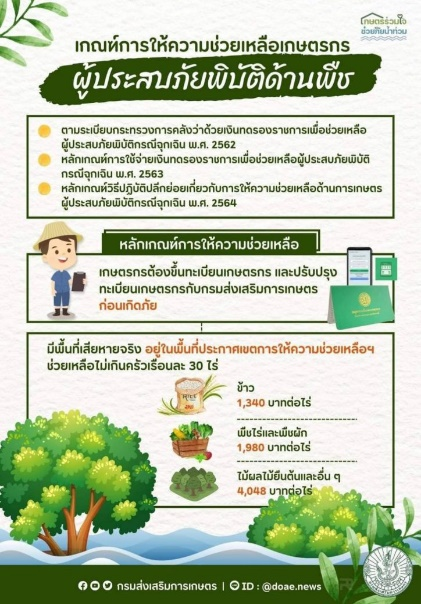 เกษตรร่วมใจ
ช่วยภัยน้ำท่วม
เกณฑ์การให้ความช่วยเหลือเกษตรกร
ผู้ประสบภัยพิบัติด้านพืช
ตามระเบียบกระทรวงการคลังว่าด้วยเงินทดรองราชการเพื่อช่วยเหลือ
ผู้ประสบภัยพิบัติกรณีฉุกเฉิน พ.ศ. 2562
หลักเกณฑ์การใช้จ่ายเงินทดรองราชการเพื่อช่วยเหลือผู้ประสบภัยพิบัติ
กรณีฉุกเฉิน พ.ศ. 2563
หลักเกณฑ์วิธีปฏิบัติปลีกย่อยเกี่ยวกับการให้ความช่วยเหลือด้านการเกษตร
ผู้ประสบภัยพิบัติกรณีฉุกเฉิน พ.ศ. 2564
หลักเกณฑ์การให้ความช่วยเหลือ
เกษตรกรต้องขึ้นทะเบียนเกษตรกร และปรับปรุง
ทะเบียนเกษตรกรกับกรมส่งเสริมการเกษตร
ก่อนเกิดภัย
มีพื้นที่เสียหายจริง อยู่ในพื้นที่ประกาศเขตการให้ความช่วยเหลือฯ
ช่วยเหลือไม่เกินครัวเรือนละ 30 ไร่
RICE
ข้าว
1,340 บาทต่อไร่
พืชไร่และพืชผัก
1,980 บาทต่อไร่
ไม้ผลไม้ยืนต้นและอื่น ๆ
4,048 บาทต่อไร่
กรมส่งเสริมการเกษตร | ID : @doae.news